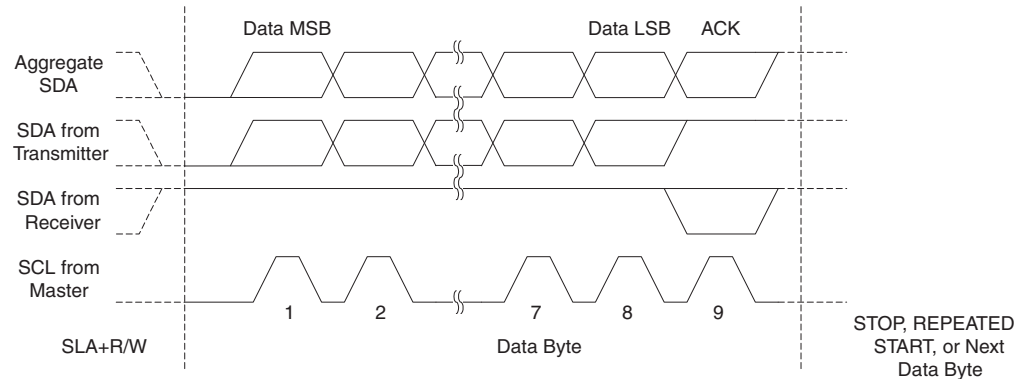 Data MSB
Data LSB
ACK
Aggregate
SDA
SDA from
Transmitter
SDA from
Receiver
SCL from
Master
1
2
7
8
9
SLA+R/W
Data Byte
STOP, REPEATED
START, or Next
Data Byte